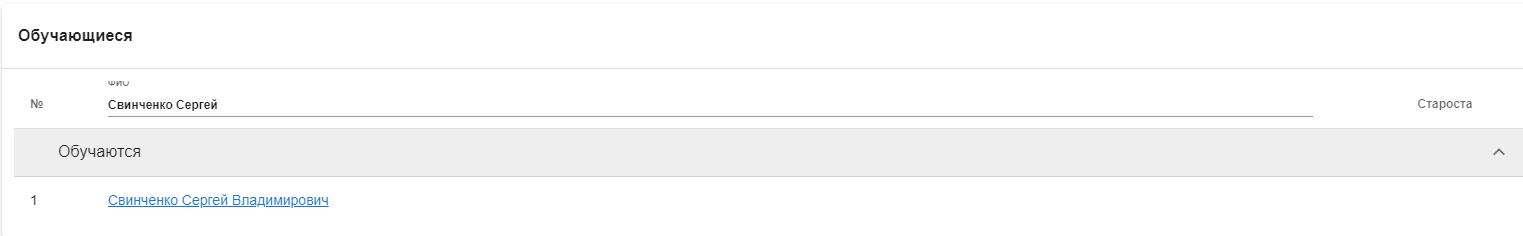 Обучающиеся
ФИО
№ Свинченко Сергей Староста
Обучаются
1 Свинченко Сергей Владимирович